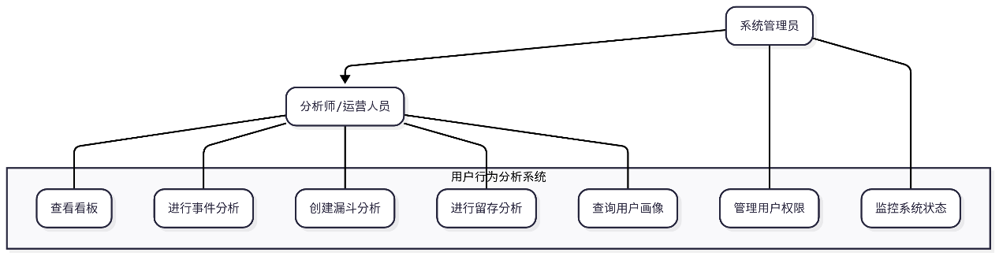 系统管理员
分析师/运营人员
用户行为分析系统
查看看板
进行事件分析
创建漏斗分析
进行留存分析
查询用户画像
管理用户权限
监控系统状态